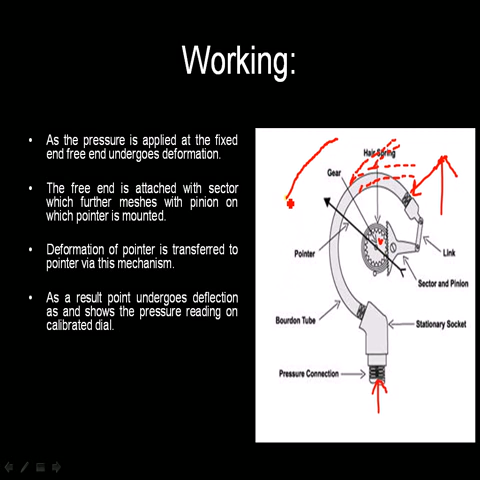 Working:
• As the pressure is applied at the fixed
end free end undergoes deformation.
• The free end is attached with sector
which further meshes with pinion on
which pointer is mounted.
• Deformation of pointer is transferred to
pointer via this mechanism.
• As a result point undergoes deflection
as and shows the pressure reading on
calibrated dial.
Hair Spring
Gear
Pointer
Link
Sector and Pinion
Bourdon Tube
Stationary Socket
Pressure Connection